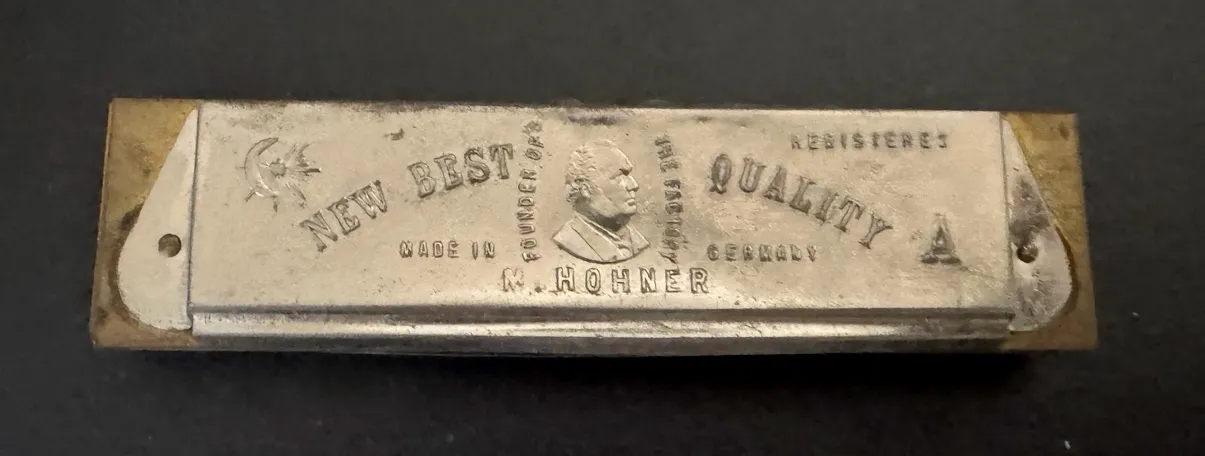 REGISTERED
NEW BEST QUALITY
FOUNDER OF
THE FACTORY
MADE IN GERMANY
A
M. HOHNER